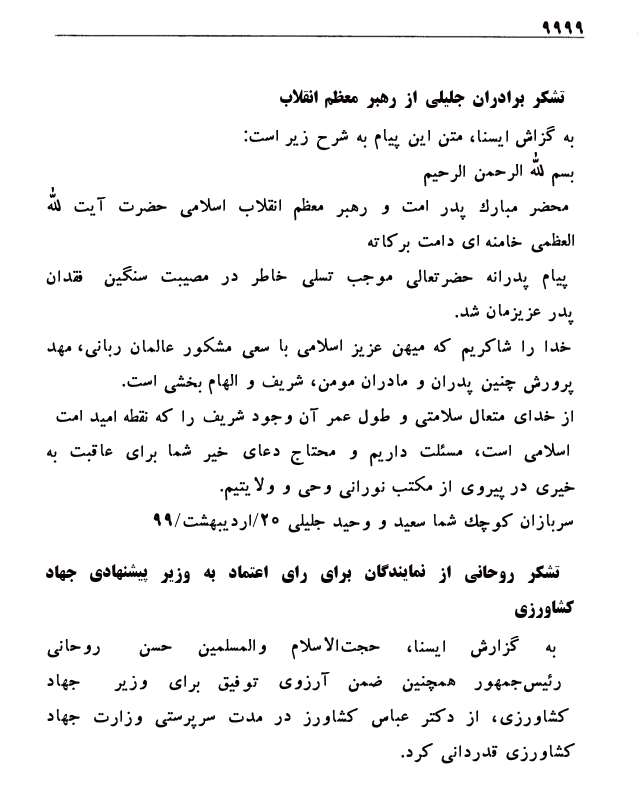 ۹۹۹۹
تشکر برادران جلیلی از رهبر معظم انقلاب
به گزاش ایسنا، متن این پیام به شرح زیر است:
بسم الله الرحمن الرحیم
محضر مبارك پدر امت و رهبر معظم انقلاب اسلامی حضرت آیت الله
العظمی خامنه ای دامت برکاته
پیام پدرانه حضرتعالی موجب تسلی خاطر در مصیبت سنگین فقدان
پدر عزیزمان شد.
خدا را شاکریم که میهن عزیز اسلامی با سعی مشکور عالمان ربانی، مهد
پرورش چنین پدران و مادران مومن، شریف و الهام بخشی است.
از خدای متعال سلامتی و طول عمر آن وجود شریف را که نقطه امید امت
اسلامی است، مسئلت داریم و محتاج دعای خیر شما برای عاقبت به
خیری در پیروی از مکتب نورانی وحی و ولایتیم.
سربازان کوچك شما سعید و وحید جلیلی ۲۵/اردیبهشت/۹۹
تشکر روحانی از نمایندگان برای رای اعتماد به وزیر پیشنهادی جهاد
کشاورزی
به گزارش ایسنا، حجت‌الاسلام والمسلمین حسن روحانی
رئیس‌جمهور همچنین ضمن آرزوی توفیق برای وزیر جهاد
کشاورزی، از دکتر عباس کشاورز در مدت سرپرستی وزارت جهاد
کشاورزی قدردانی کرد.